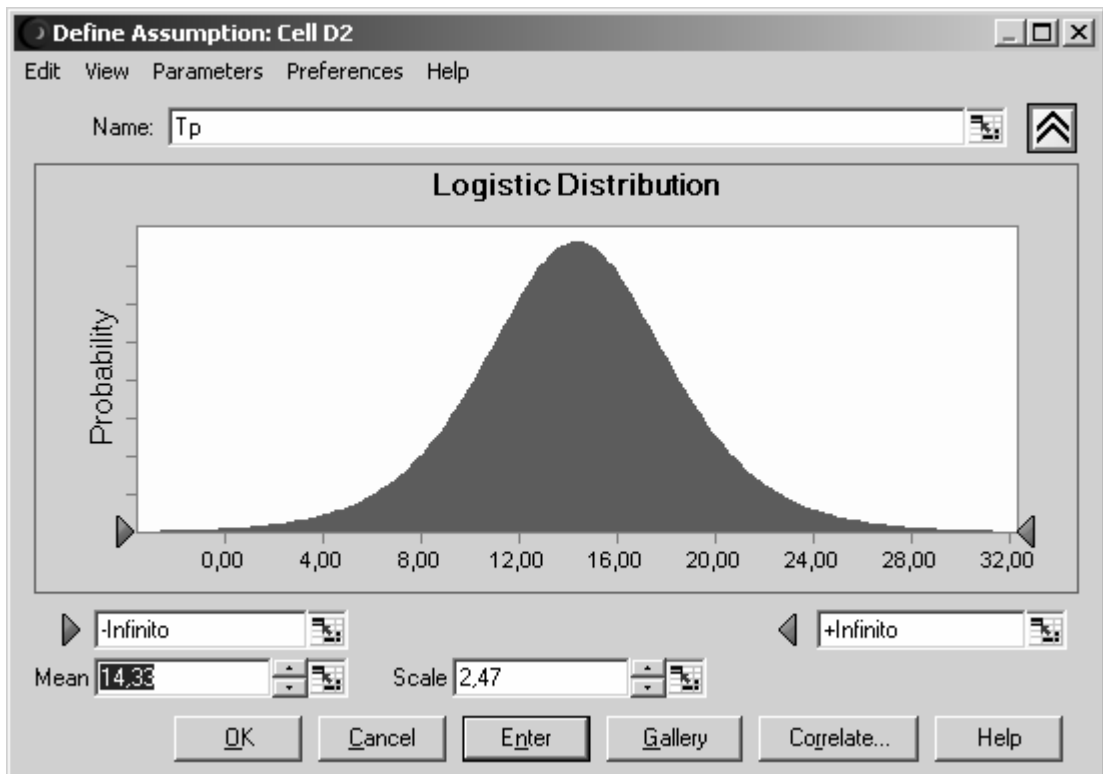 Define Assumption: Cell D2
Edit View Parameters Preferences Help
Name: Tp
Logistic Distribution
Probability
0,00 4,00 8,00 12,00 16,00 20,00 24,00 28,00 32,00
-Infinito +Infinito
Mean 14,33 Scale 2,47
OK Cancel Enter Gallery Correlate... Help